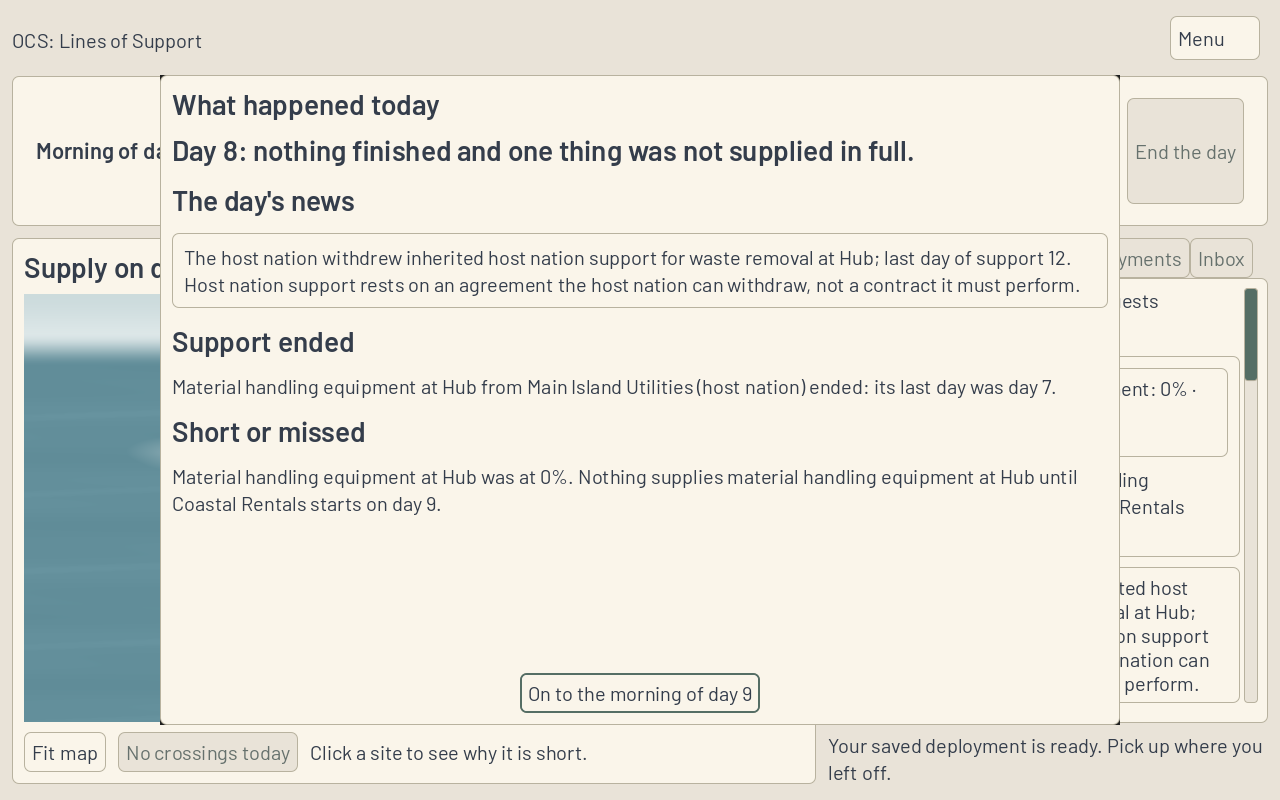 OCS: Lines of Support
Menu
Morning of da
End the day
What happened today
Day 8: nothing finished and one thing was not supplied in full.
The day's news
The host nation withdrew inherited host nation support for waste removal at Hub; last day of support 12.
Host nation support rests on an agreement the host nation can withdraw, not a contract it must perform.
Support ended
Material handling equipment at Hub from Main Island Utilities (host nation) ended: its last day was day 7.
Short or missed
Material handling equipment at Hub was at 0%. Nothing supplies material handling equipment at Hub until
Coastal Rentals starts on day 9.
On to the morning of day 9
Supply on d
yments
Inbox
ests
ent: 0% ·
ling
Rentals
ted host
al at Hub;
on support
nation can
perform.
Fit map
No crossings today
Click a site to see why it is short.
Your saved deployment is ready. Pick up where you
left off.